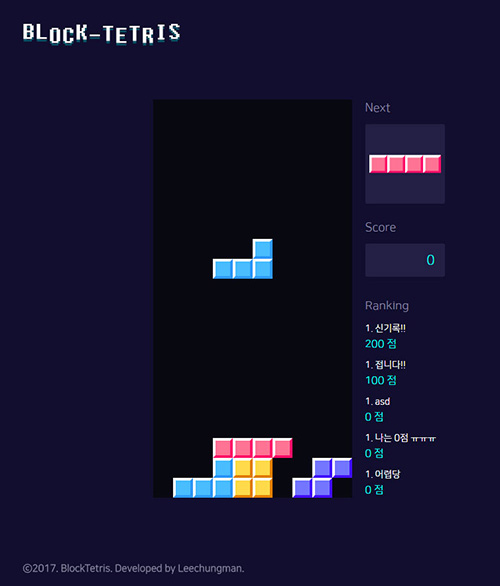 BLOCK-TETRIS
Next
Score
0
Ranking
1. 신기록!!
200 점
1. 접니다!!
100 점
1. asd
0 점
1. 나는 0점 ㅠㅠㅠ
0 점
1. 어렵당
0 점
©2017. BlockTetris. Developed by Leechungman.